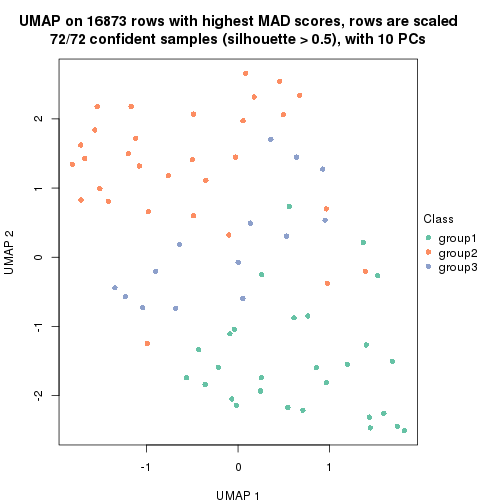 UMAP on 16873 rows with highest MAD scores, rows are scaled
72/72 confident samples (silhouette > 0.5), with 10 PCs
UMAP 2
2
1
0
-1
-2
-1
0
1
UMAP 1
Class
group1
group2
group3